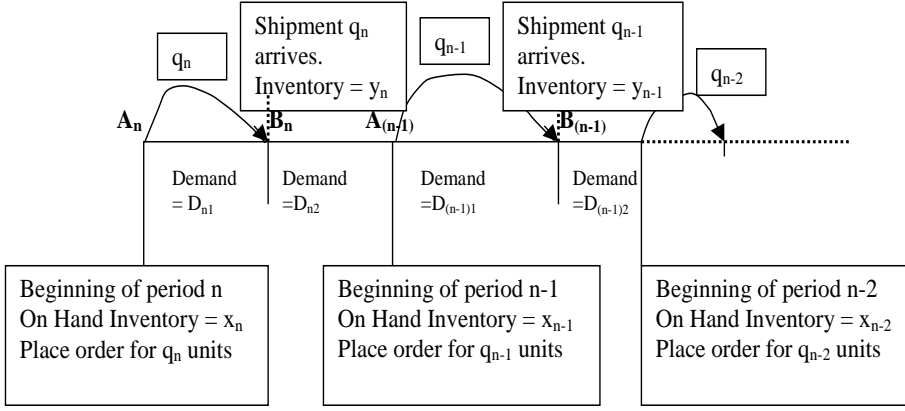 q_n
Shipment q_n
arrives.
Inventory = y_n
q_{n-1}
Shipment q_{n-1}
arrives.
Inventory = y_{n-1}
q_{n-2}
A_n
B_n
A_{(n-1)}
B_{(n-1)}
Demand
= D_{n1}
Demand
=D_{n2}
Demand
=D_{(n-1)1}
Demand
=D_{(n-1)2}
Beginning of period n
On Hand Inventory = x_n
Place order for q_n units
Beginning of period n-1
On Hand Inventory = x_{n-1}
Place order for q_{n-1} units
Beginning of period n-2
On Hand Inventory = x_{n-2}
Place order for q_{n-2} units